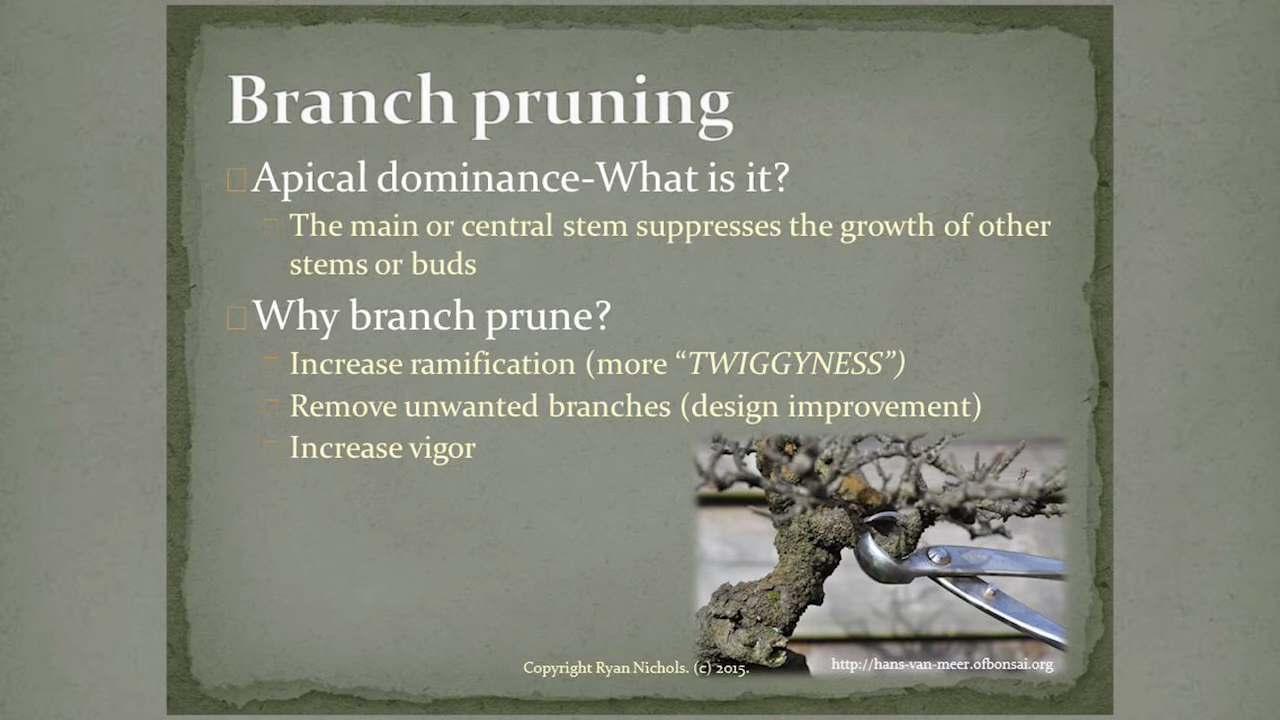 Branch pruning
Apical dominance-What is it?
The main or central stem suppresses the growth of other
stems or buds
Why branch prune?
Increase ramification (more “TWIGGYNESS”)
Remove unwanted branches (design improvement)
Increase vigor
Copyright Ryan Nichols. (c) 2015.
http://hans-van-meer.ofbonsai.org